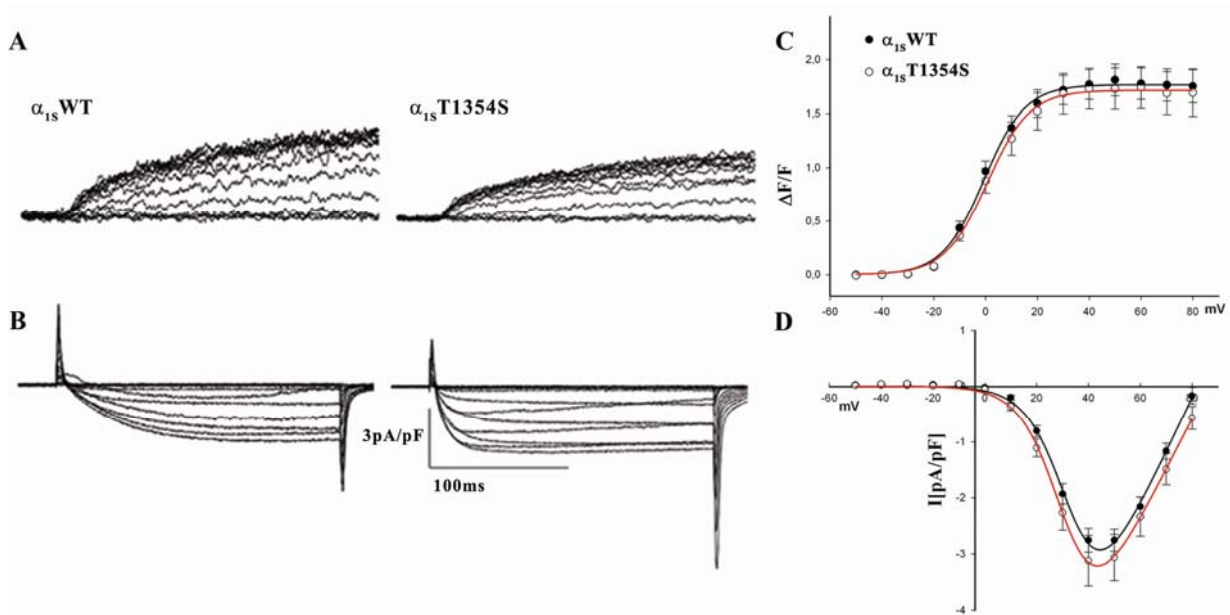 A
α₁ₛWT
α₁ₛT1354S
B
3pA/pF
100ms
C
α₁ₛWT
α₁ₛT1354S
2,0
1,5
1,0
0,5
0,0
ΔF/F
-60 -40 -20 0 20 40 60 80 mV
D
1
-60 -40 -20 0 20 40 60 80
mV
-1
-2
-3
-4
I[pA/pF]